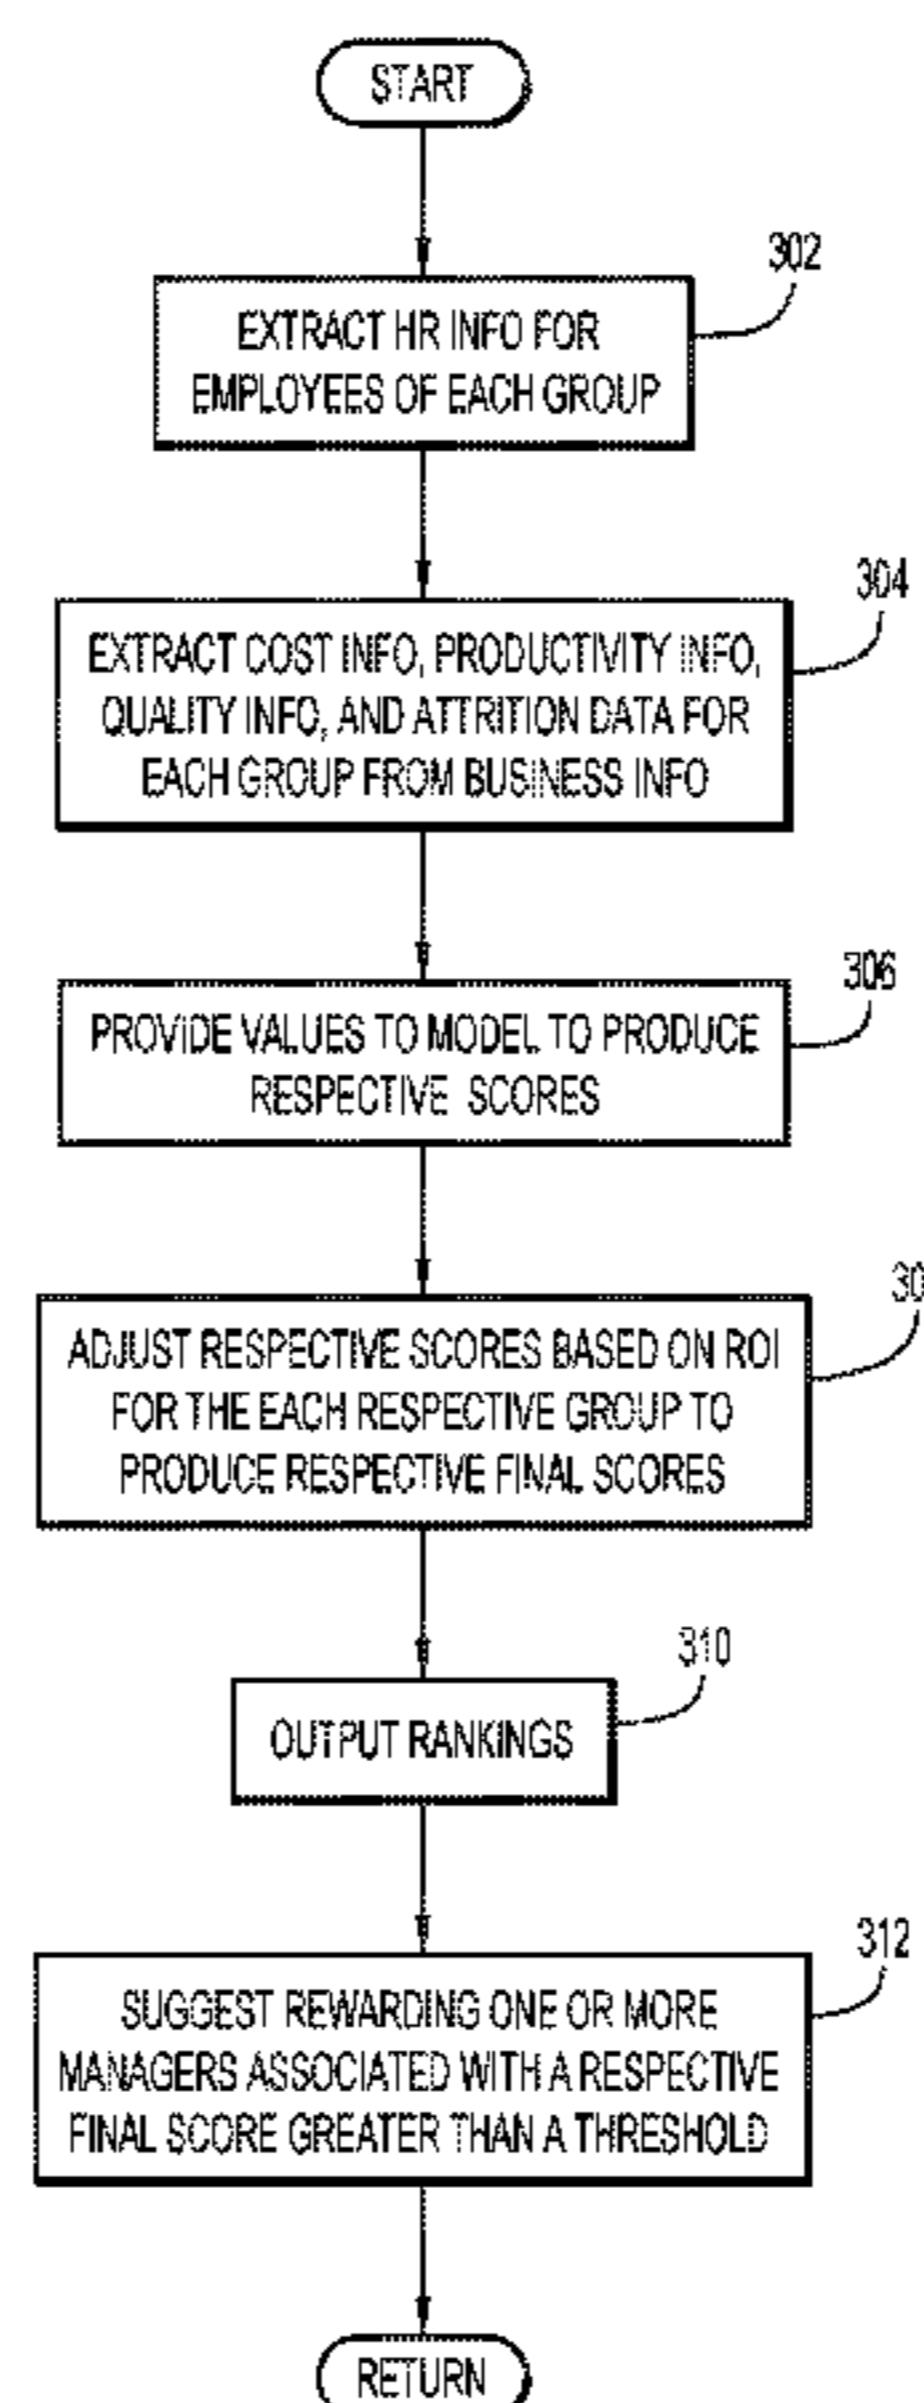 START
302
EXTRACT HR INFO FOR
EMPLOYEES OF EACH GROUP
304
EXTRACT COST INFO, PRODUCTIVITY INFO,
QUALITY INFO, AND ATTRITION DATA FOR
EACH GROUP FROM BUSINESS INFO
306
PROVIDE VALUES TO MODEL TO PRODUCE
RESPECTIVE SCORES
30
ADJUST RESPECTIVE SCORES BASED ON ROI
FOR THE EACH RESPECTIVE GROUP TO
PRODUCE RESPECTIVE FINAL SCORES
310
OUTPUT RANKINGS
312
SUGGEST REWARDING ONE OR MORE
MANAGERS ASSOCIATED WITH A RESPECTIVE
FINAL SCORE GREATER THAN A THRESHOLD
RETURN